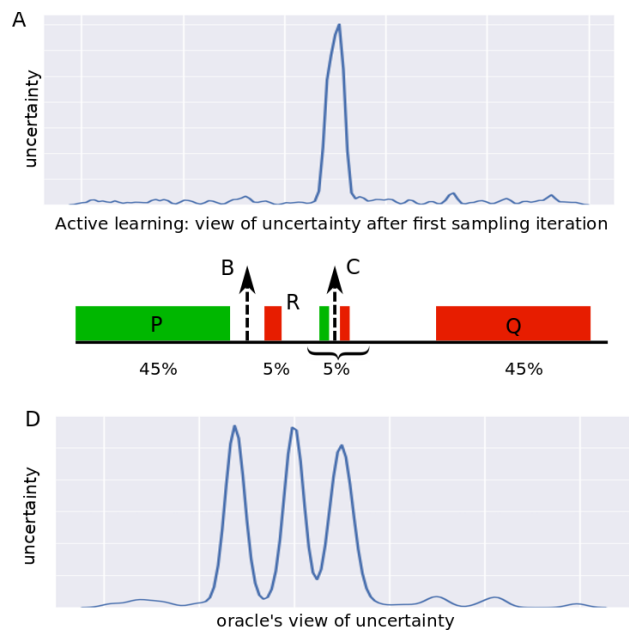 A
uncertainty
Active learning: view of uncertainty after first sampling iteration
B C
R
P Q
45% 5% 5% 45%
D
uncertainty
oracle's view of uncertainty